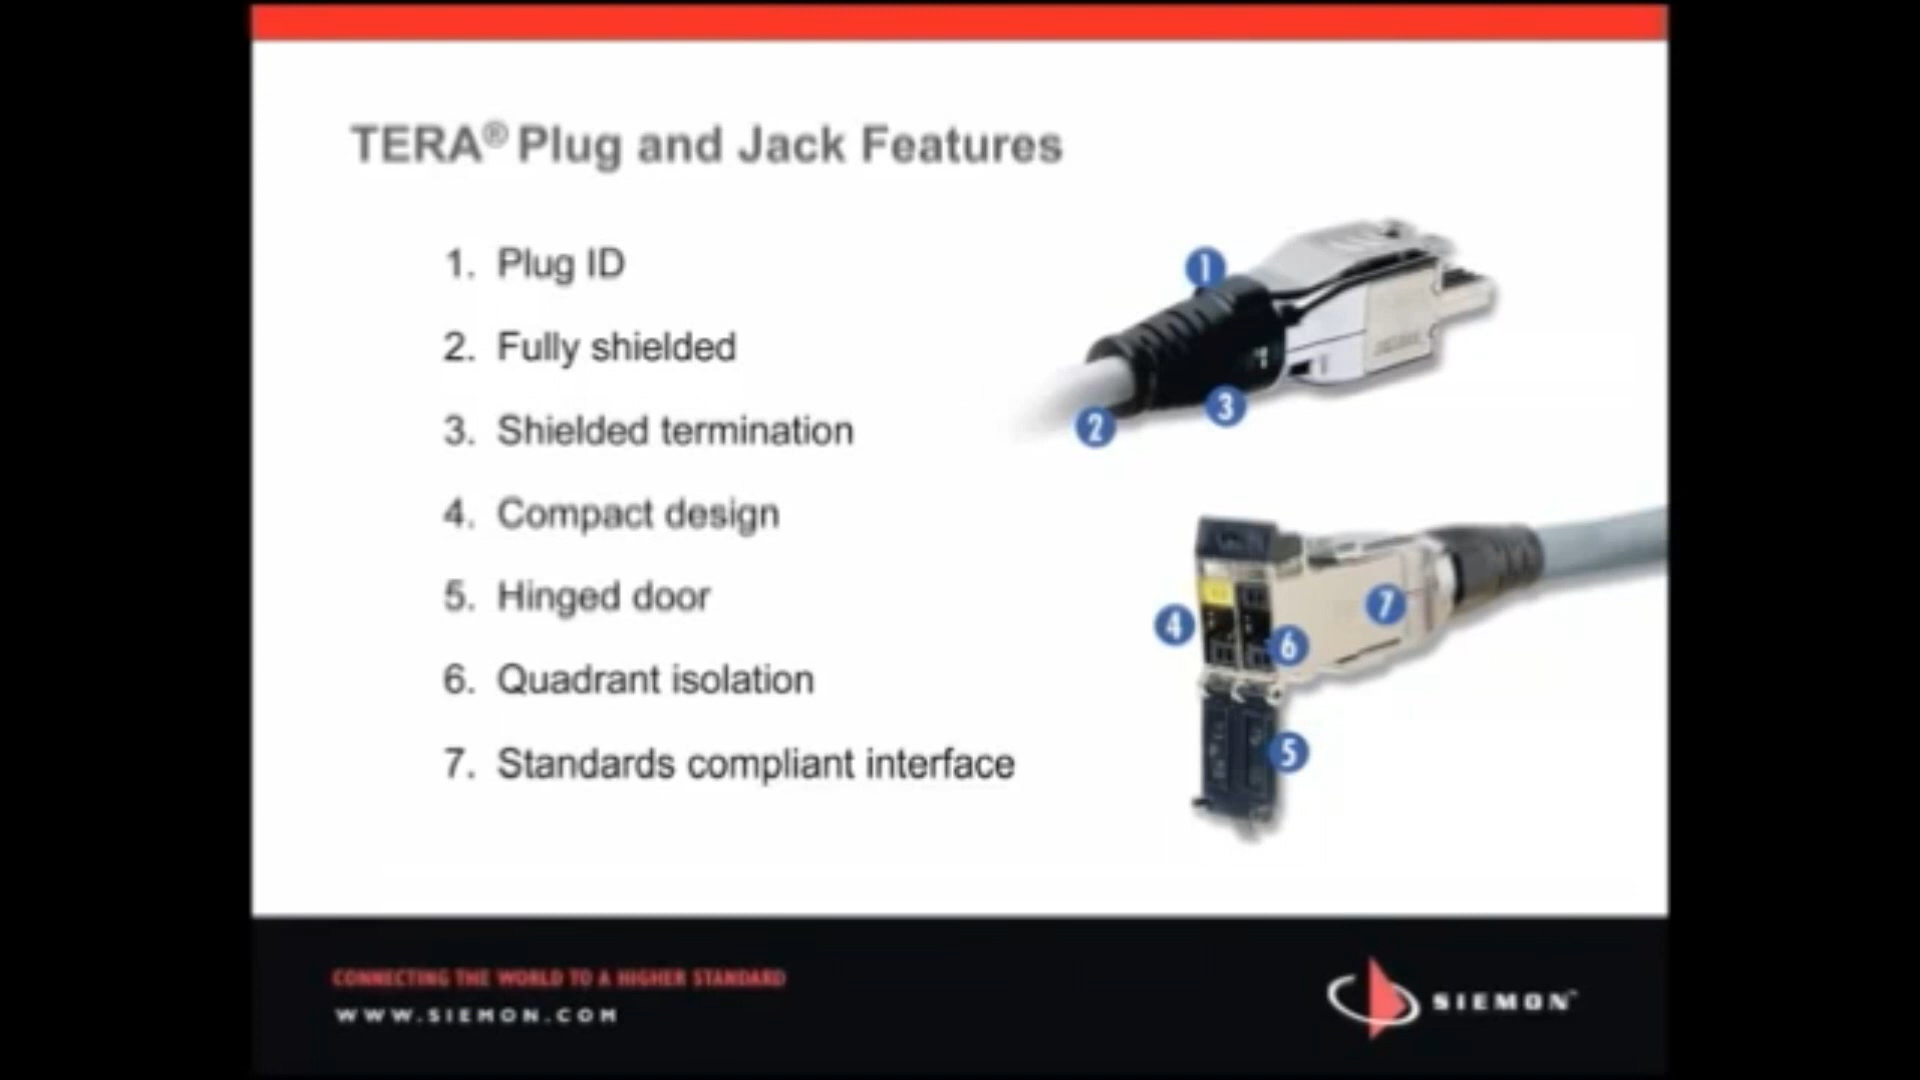 TERA® Plug and Jack Features
1. Plug ID
2. Fully shielded
3. Shielded termination
4. Compact design
5. Hinged door
6. Quadrant isolation
7. Standards compliant interface
1
2
3
4
5
6
7
CONNECTING THE WORLD TO A HIGHER STANDARD
WWW.SIEMON.COM
SIEMON™